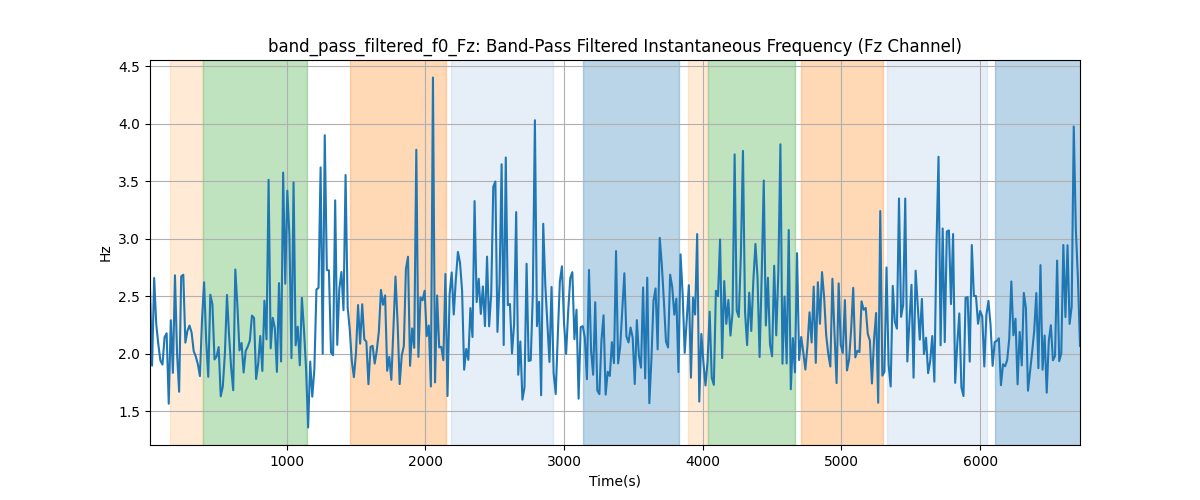 band_pass_filtered_f0_Fz: Band-Pass Filtered Instantaneous Frequency (Fz Channel)
4.5
4.0
3.5
3.0
2.5
2.0
1.5
Hz
1000 2000 3000 4000 5000 6000
Time(s)